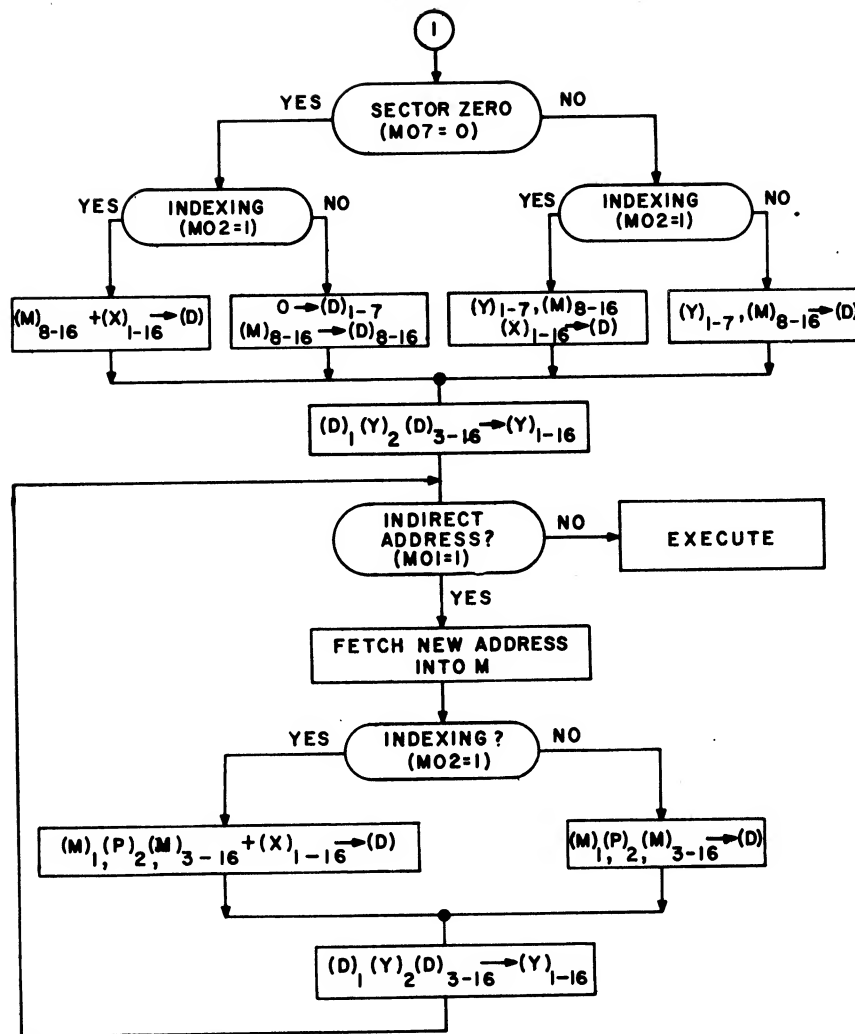 1
SECTOR ZERO
(M07 = 0)
YES
NO
INDEXING
(M02=1)
YES
NO
INDEXING
(M02=1)
YES
NO
(M)8-16 +(X)1-16→(D)
0→(D)1-7
(M)8-16→(D)8-16
(Y)1-7,(M)8-16
(X)1-16→(D)
(Y)1-7,(M)8-16→(D)
(D)1 (Y)2 (D)3-16→(Y)1-16
INDIRECT
ADDRESS?
(M01=1)
NO
EXECUTE
YES
FETCH NEW ADDRESS
INTO M
YES
INDEXING ?
(M02=1)
NO
(M)1,(P)2,(M)3-16+(X)1-16→(D)
(M)1,(P)2,(M)3-16→(D)
(D)1 (Y)2(D)3-16→(Y)1-16